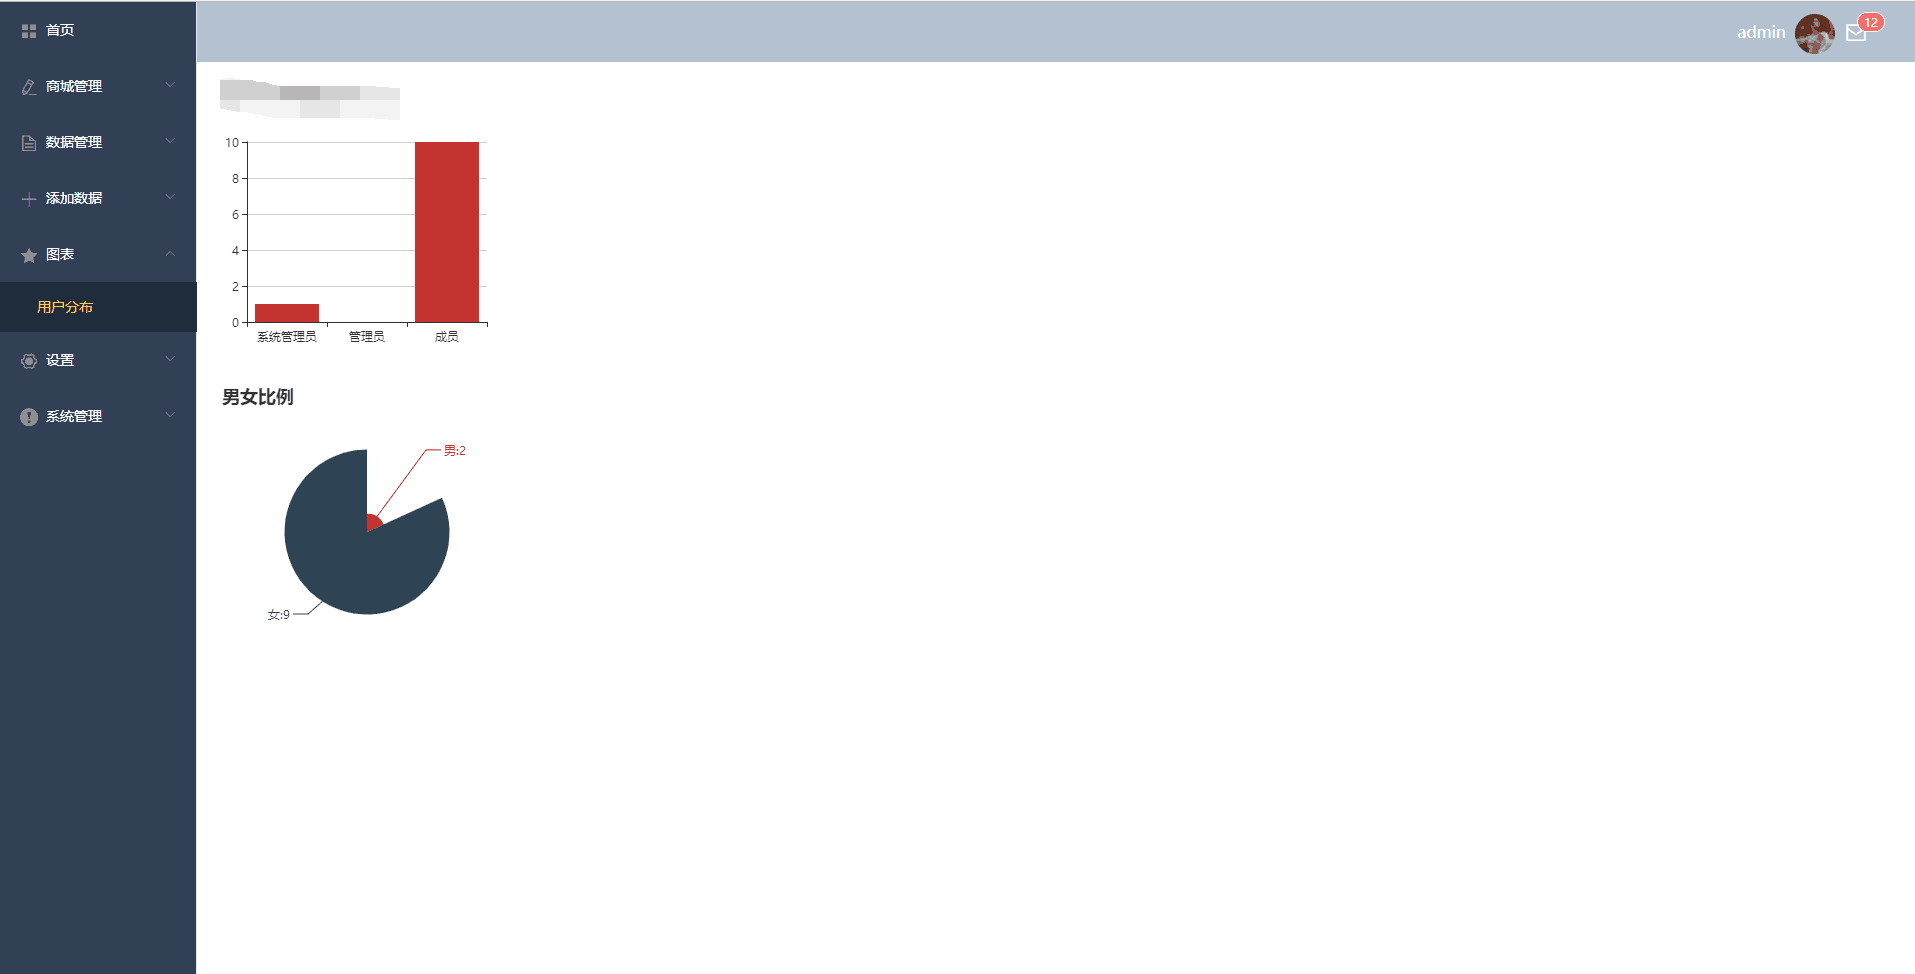 首页
商城管理
数据管理
添加数据
图表
用户分布
设置
系统管理
admin
12
10
8
6
4
2
0
系统管理员 管理员 成员
男女比例
男:2
女:9